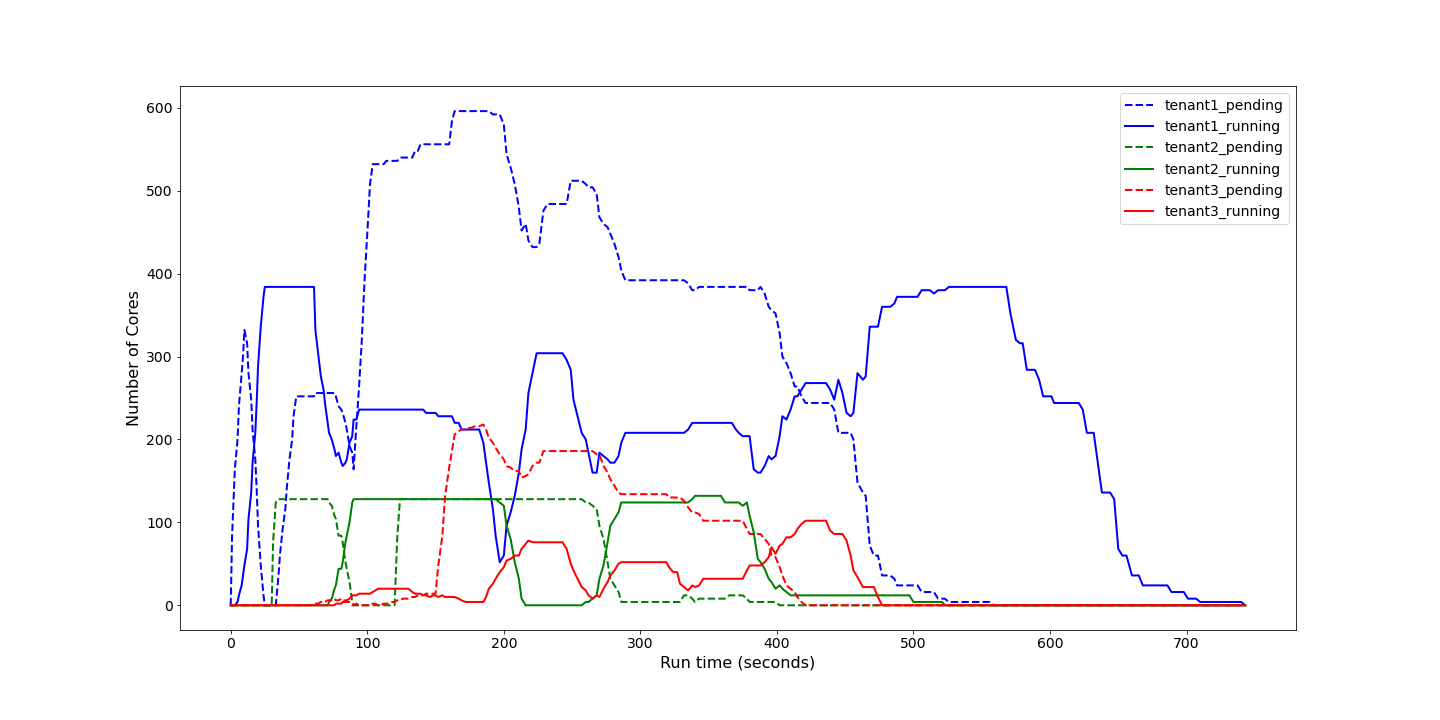 tenant1_pending
tenant1_running
tenant2_pending
tenant2_running
tenant3_pending
tenant3_running
Number of Cores
600
500
400
300
200
100
0
0 100 200 300 400 500 600 700
Run time (seconds)